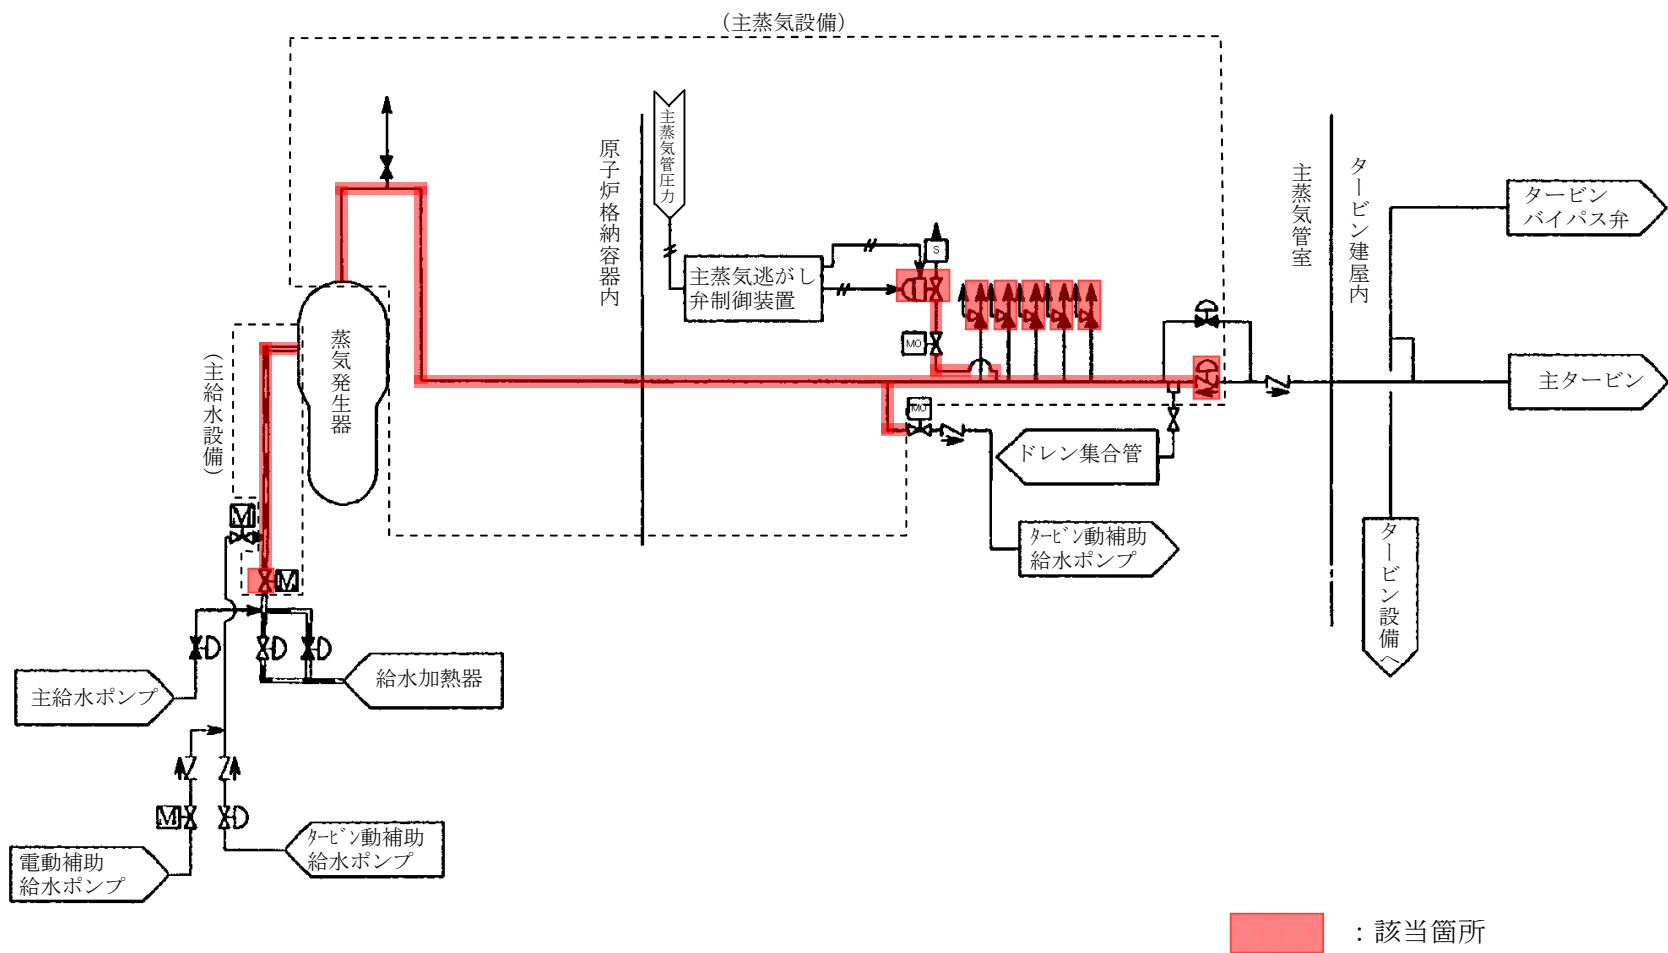 （主蒸気設備）
主蒸気管圧力
原子炉格納容器内
主蒸気管室
タービン建屋内
タービン
バイパス弁
S
主蒸気逃がし
弁制御装置
MO
蒸気発生器
（主給水設備）
主タービン
MO
ドレン集合管
M
タービン動補助
給水ポンプ
タービン設備へ
M
給水加熱器
主給水ポンプ
M
タービン動補助
給水ポンプ
電動補助
給水ポンプ
：該当箇所